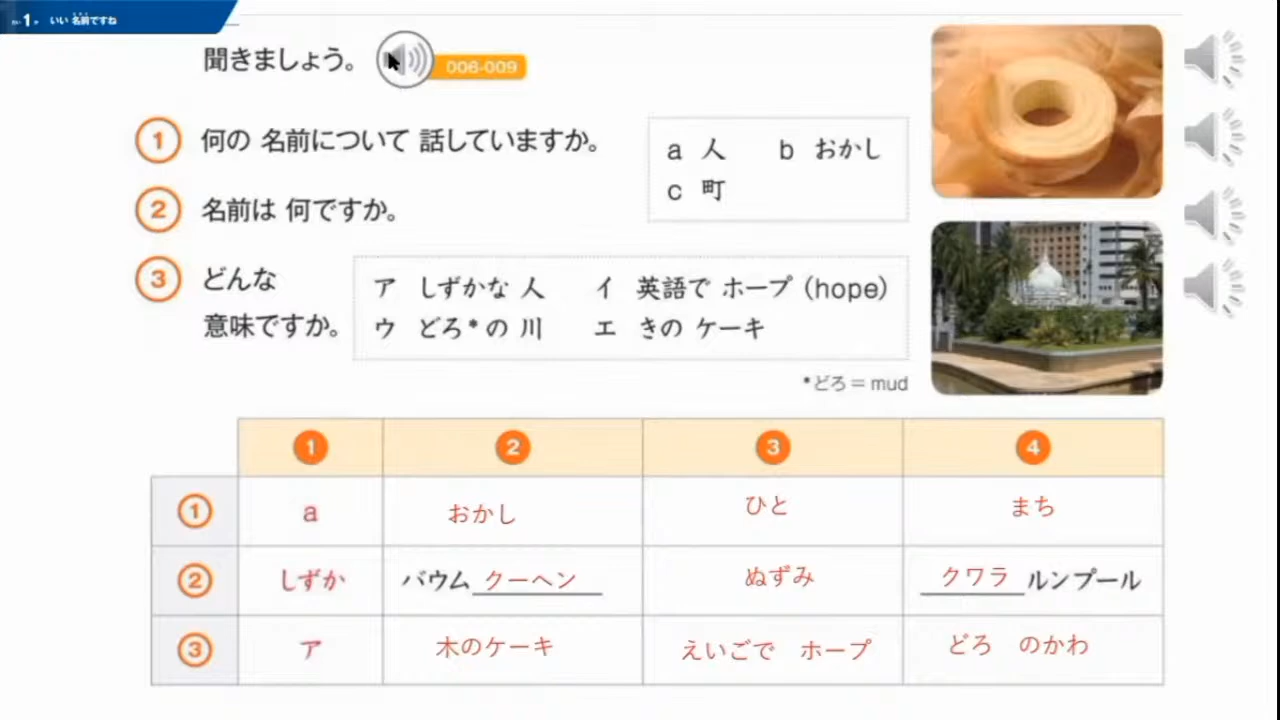 だい1か いい 名前ですね
聞きましょう。 006-009
1 何の 名前について 話していますか。
a 人 b おかし
c 町
2 名前は 何ですか。
3 どんな
意味ですか。
ア しずかな 人 イ 英語で ホープ (hope)
ウ どろ*の 川 エ きの ケーキ
*どろ = mud
1 2 3 4
1 a おかし ひと まち
2 しずか バウム クーヘン ぬずみ クワラ ルンプール
3 ア 木のケーキ えいごで ホープ どろ のかわ